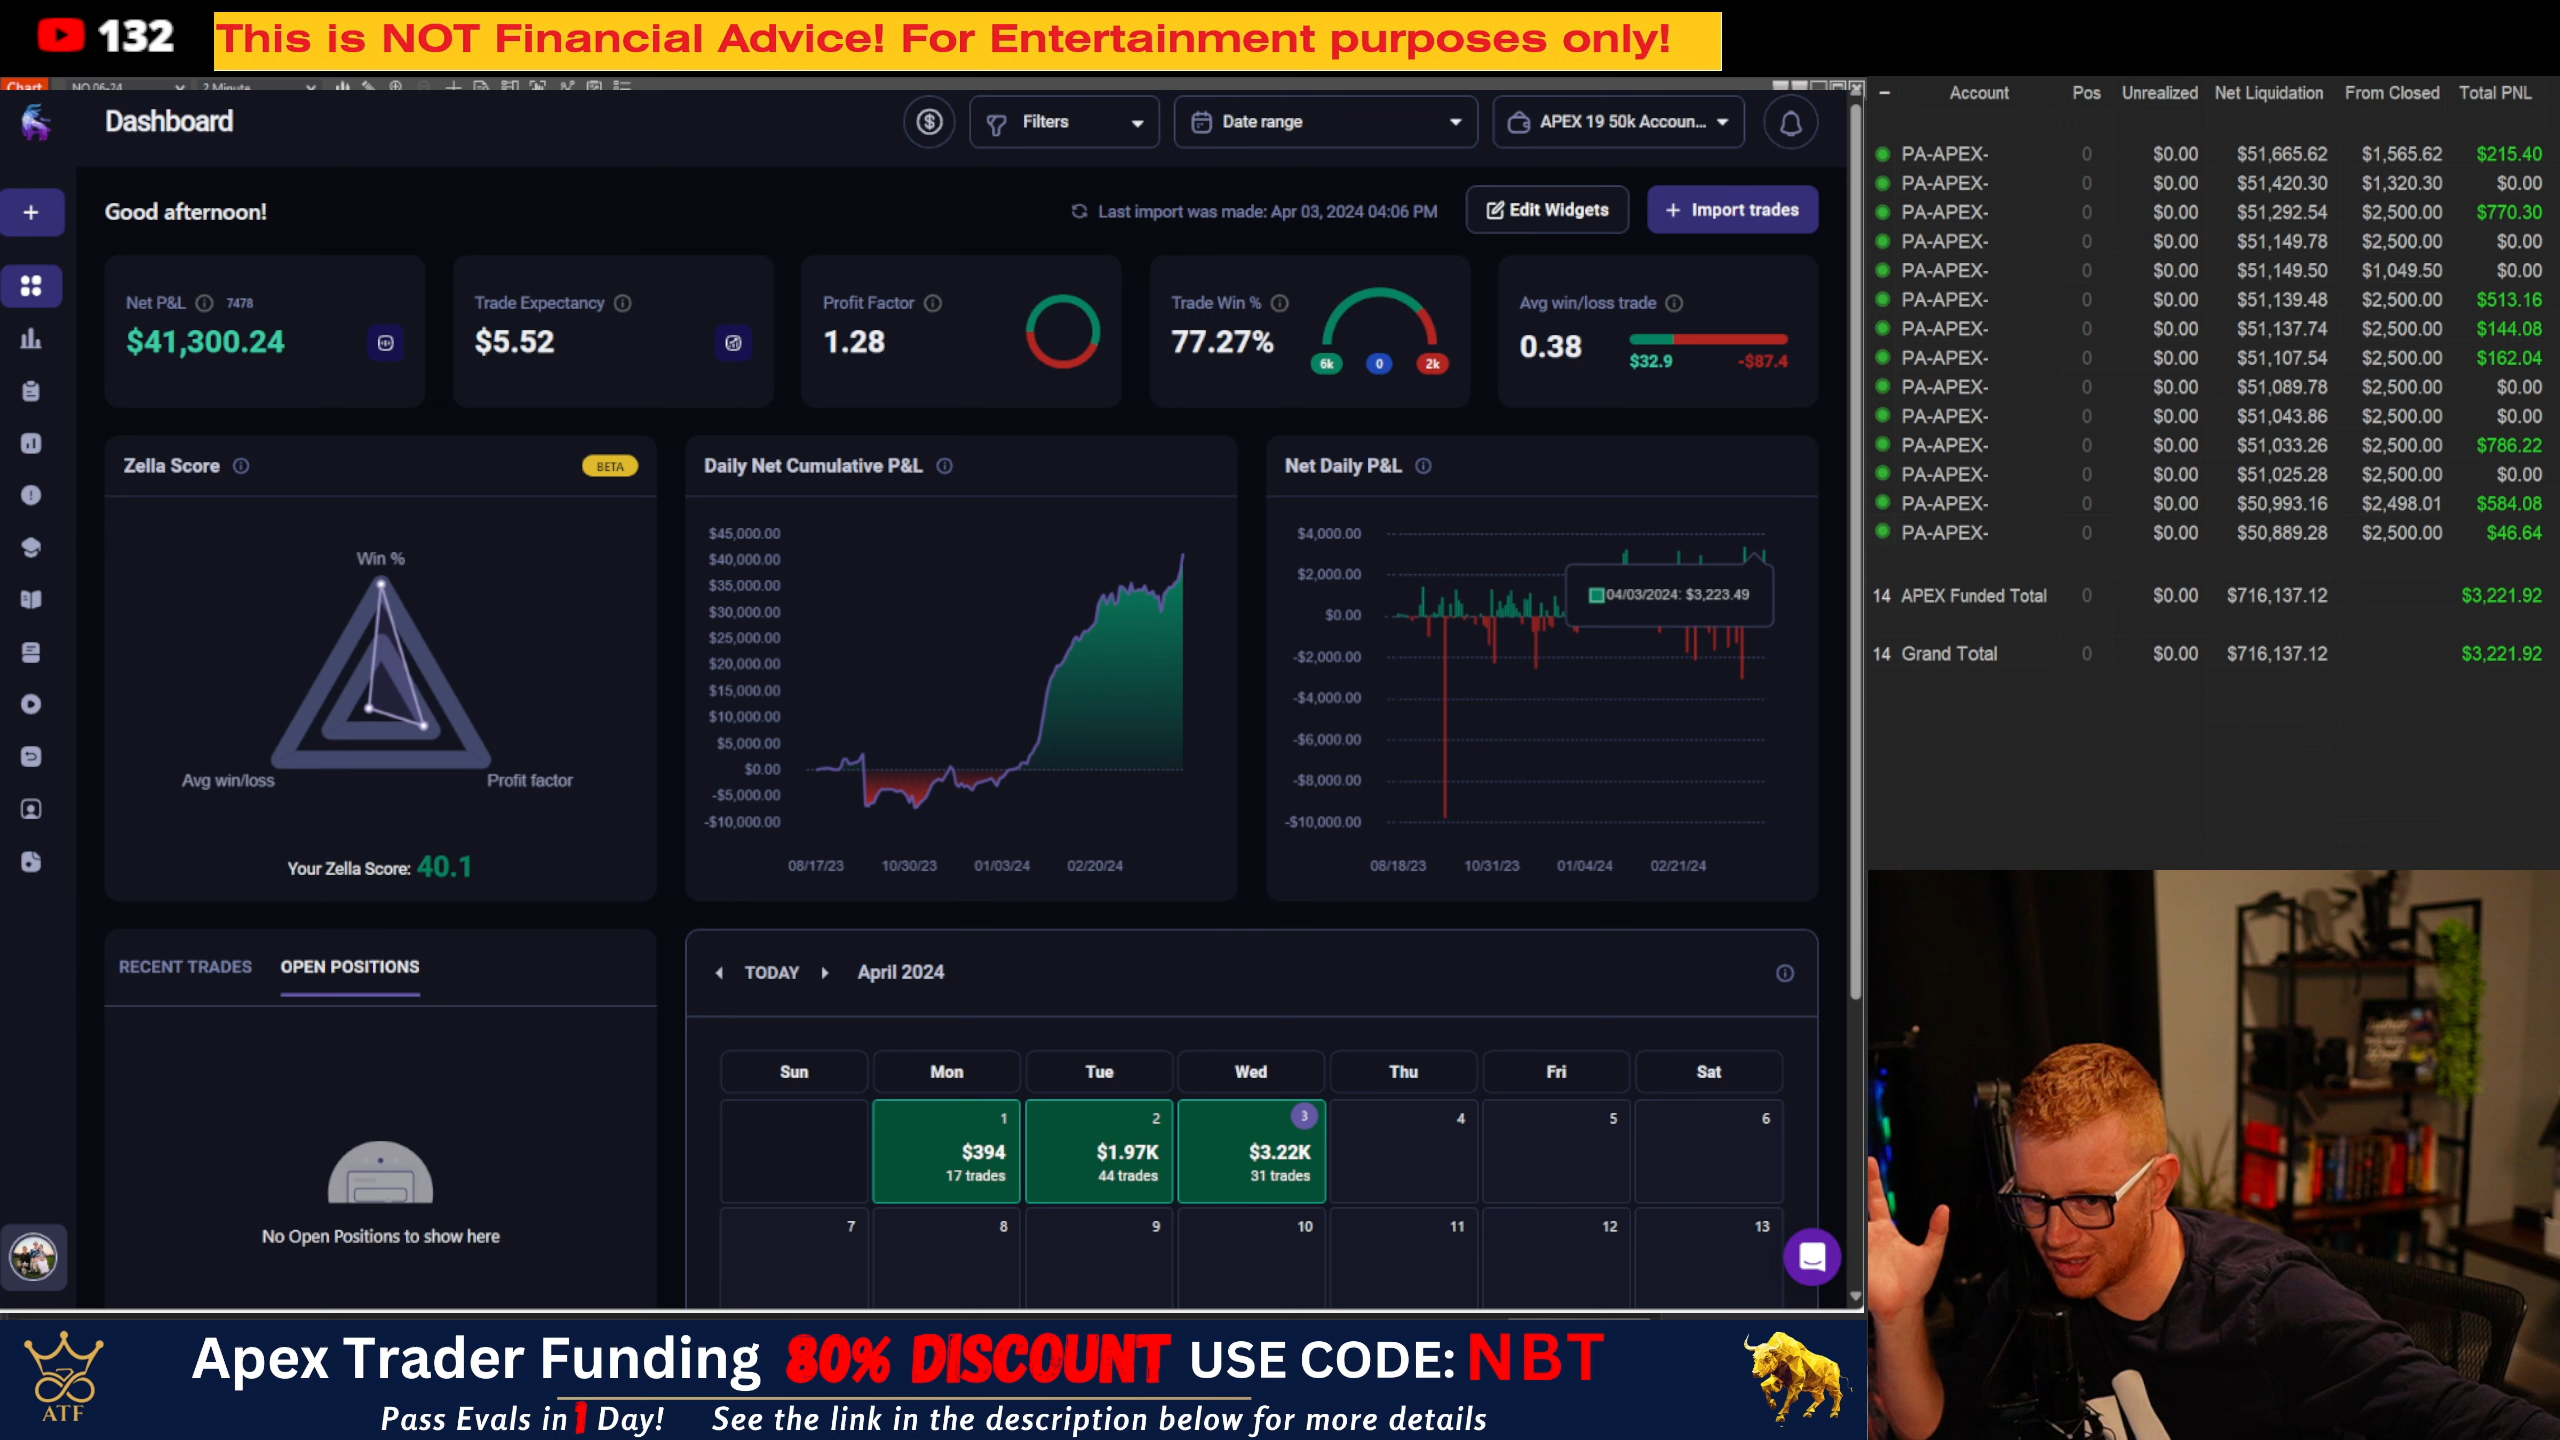 132
This is NOT Financial Advice! For Entertainment purposes only!
Chart NQ 06-24 2 Minute
Dashboard
Filters
Date range
APEX 19 50k Accoun...
Good afternoon!
Last import was made: Apr 03, 2024 04:06 PM
Edit Widgets
+ Import trades
Net P&L 7478
$41,300.24
Trade Expectancy
$5.52
Profit Factor
1.28
Trade Win %
77.27%
6k 0 2k
Avg win/loss trade
0.38
$32.9 -$87.4
Zella Score
BETA
Win %
Avg win/loss
Profit factor
Your Zella Score: 40.1
Daily Net Cumulative P&L
$45,000.00
$40,000.00
$35,000.00
$30,000.00
$25,000.00
$20,000.00
$15,000.00
$10,000.00
$5,000.00
$0.00
-$5,000.00
-$10,000.00
08/17/23 10/30/23 01/03/24 02/20/24
Net Daily P&L
$4,000.00
$2,000.00
$0.00
-$2,000.00
-$4,000.00
-$6,000.00
-$8,000.00
-$10,000.00
04/03/2024: $3,223.49
08/18/23 10/31/23 01/04/24 02/21/24
RECENT TRADES OPEN POSITIONS
No Open Positions to show here
TODAY April 2024
Sun Mon Tue Wed Thu Fri Sat
1 2 3 4 5 6
$394 $1.97K $3.22K
17 trades 44 trades 31 trades
7 8 9 10 11 12 13
– Account Pos Unrealized Net Liquidation From Closed Total PNL
PA-APEX- 0 $0.00 $51,665.62 $1,565.62 $215.40
PA-APEX- 0 $0.00 $51,420.30 $1,320.30 $0.00
PA-APEX- 0 $0.00 $51,292.54 $2,500.00 $770.30
PA-APEX- 0 $0.00 $51,149.78 $2,500.00 $0.00
PA-APEX- 0 $0.00 $51,149.50 $1,049.50 $0.00
PA-APEX- 0 $0.00 $51,139.48 $2,500.00 $513.16
PA-APEX- 0 $0.00 $51,137.74 $2,500.00 $144.08
PA-APEX- 0 $0.00 $51,107.54 $2,500.00 $162.04
PA-APEX- 0 $0.00 $51,089.78 $2,500.00 $0.00
PA-APEX- 0 $0.00 $51,043.86 $2,500.00 $0.00
PA-APEX- 0 $0.00 $51,033.26 $2,500.00 $786.22
PA-APEX- 0 $0.00 $51,025.28 $2,500.00 $0.00
PA-APEX- 0 $0.00 $50,993.16 $2,498.01 $584.08
PA-APEX- 0 $0.00 $50,889.28 $2,500.00 $46.64
14 APEX Funded Total 0 $0.00 $716,137.12 $3,221.92
14 Grand Total 0 $0.00 $716,137.12 $3,221.92
ATF
Apex Trader Funding 80% DISCOUNT USE CODE: NBT
Pass Evals in 1 Day! See the link in the description below for more details